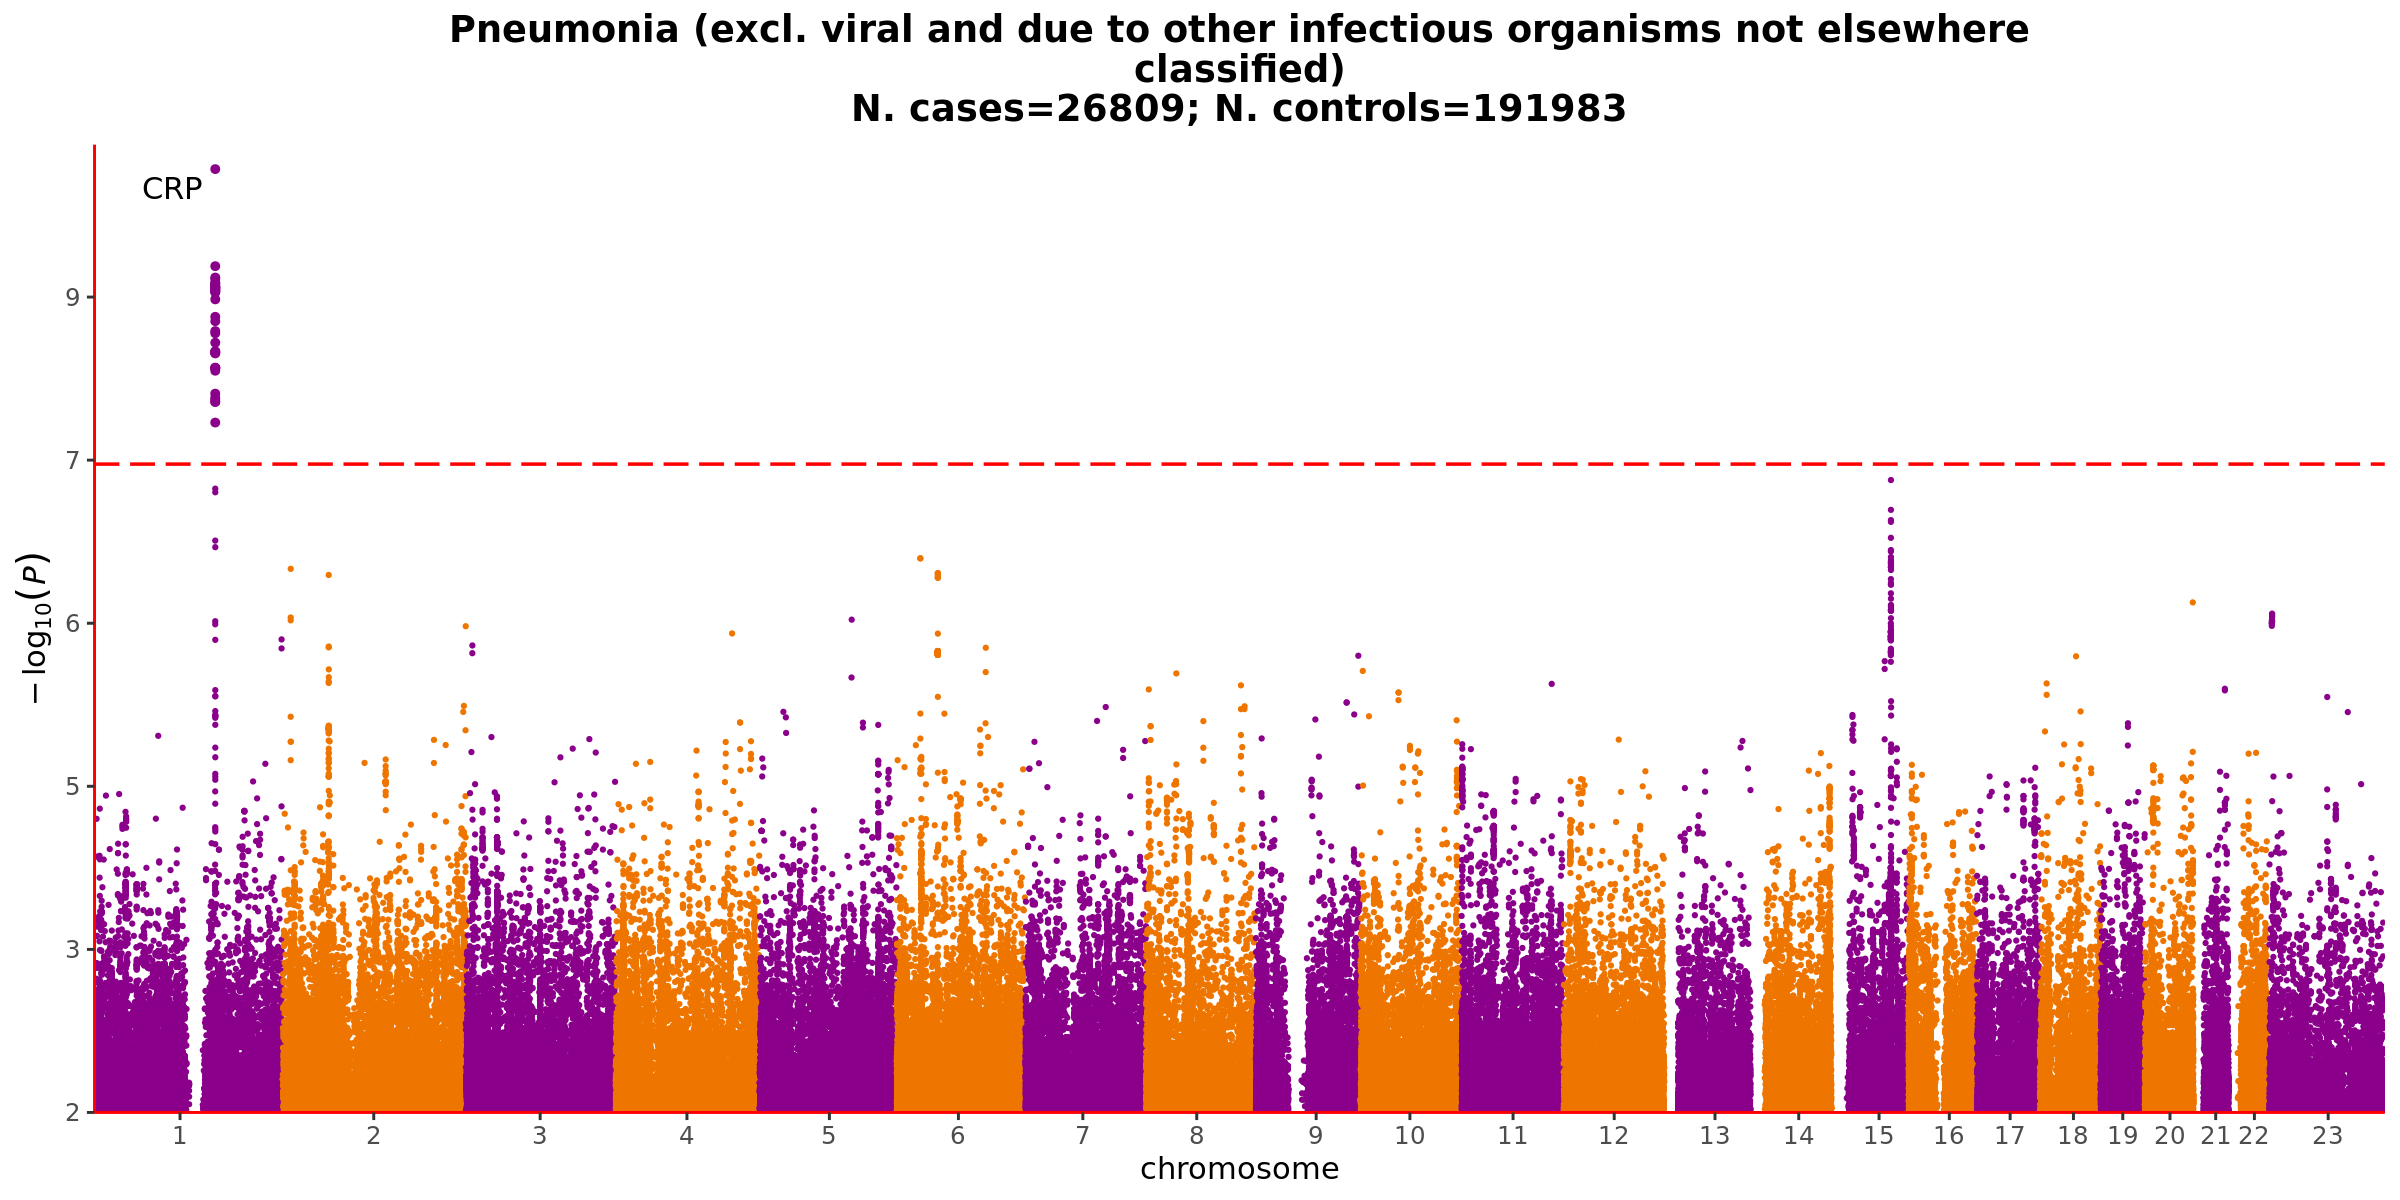 Pneumonia (excl. viral and due to other infectious organisms not elsewhere
classified)
N. cases=26809; N. controls=191983
CRP
9
7
6
5
3
2
−log10(P)
1 2 3 4 5 6 7 8 9 10 11 12 13 14 15 16 17 18 19 20 21 22 23
chromosome